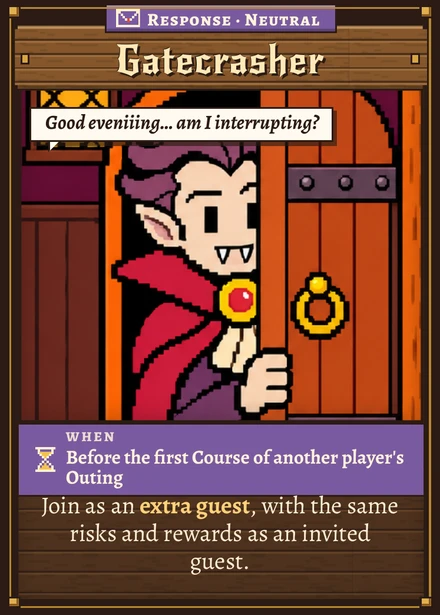 Response · Neutral
Gatecrasher
Good eveniiing... am I interrupting?
WHEN
Before the first Course of another player's
Outing
Join as an extra guest, with the same
risks and rewards as an invited
guest.